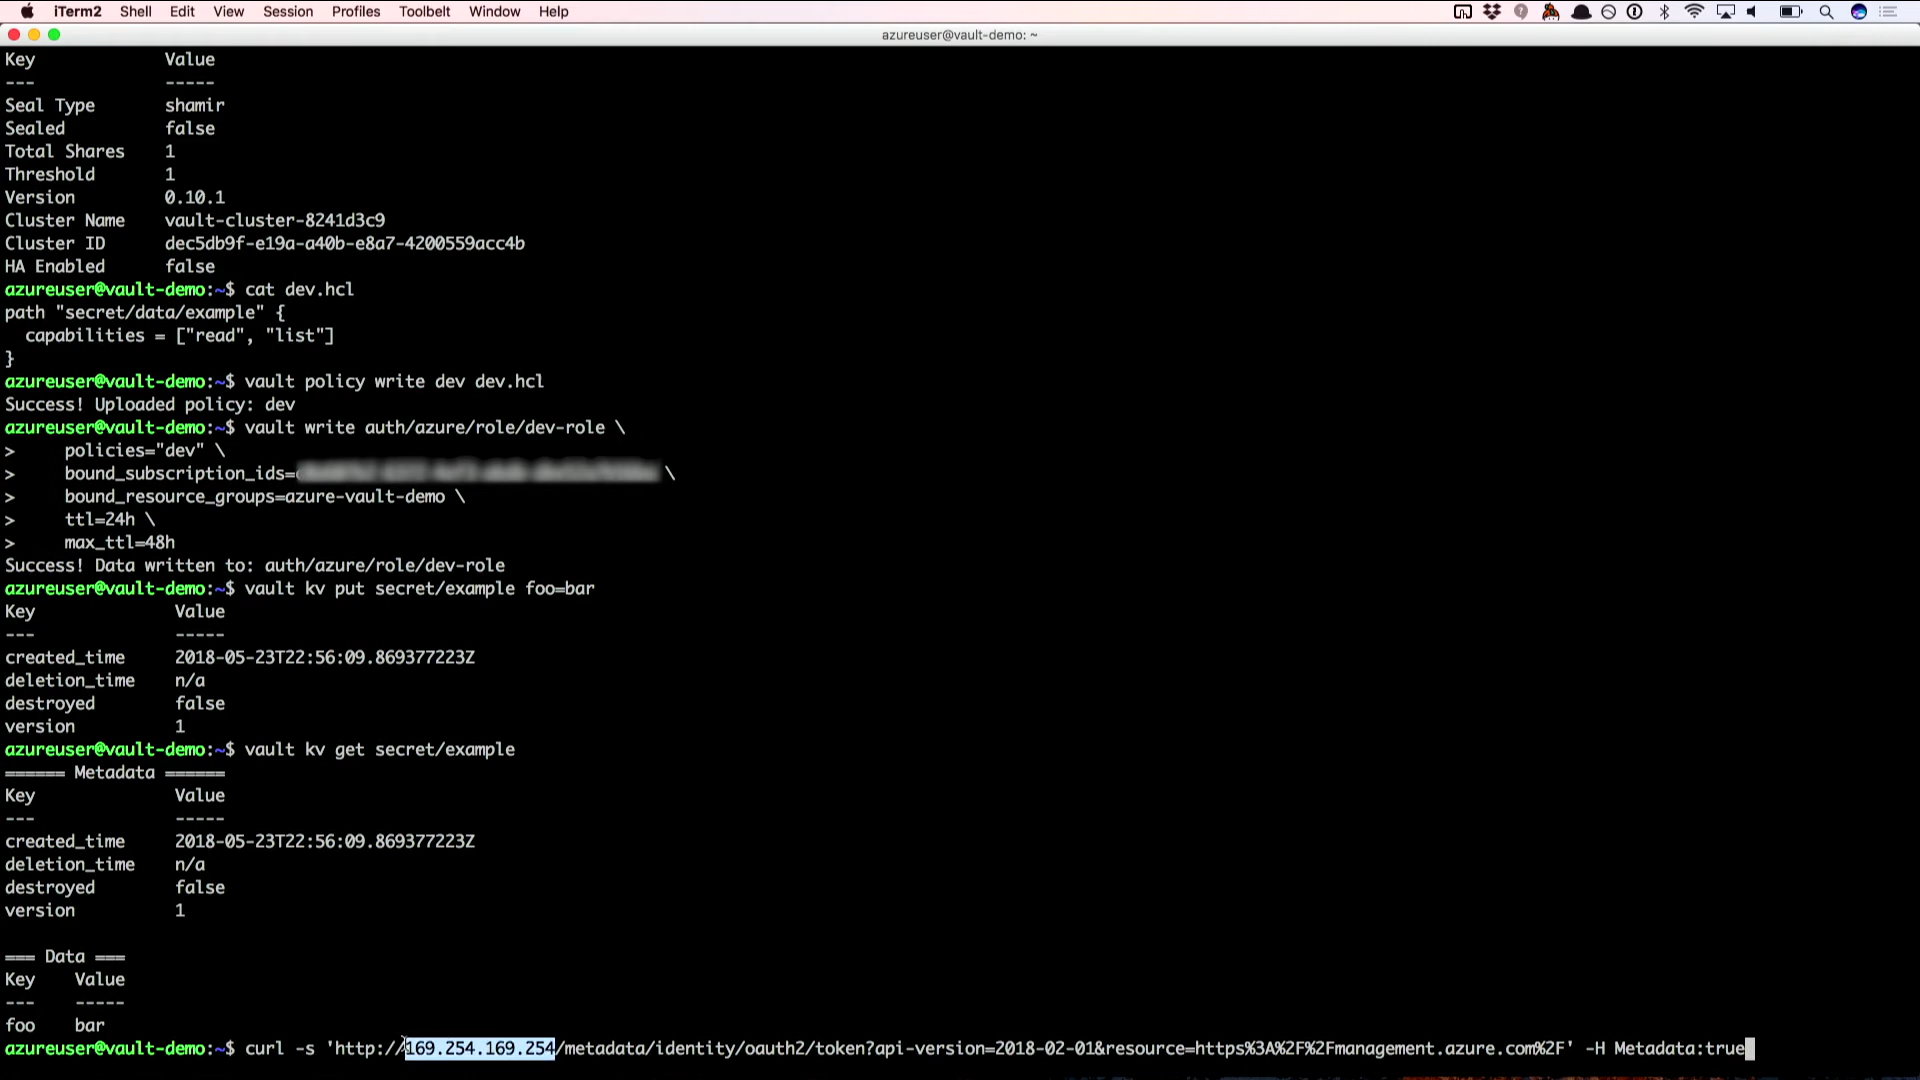 iTerm2 Shell Edit View Session Profiles Toolbelt Window Help
azureuser@vault-demo: ~
Key Value
--- -----
Seal Type shamir
Sealed false
Total Shares 1
Threshold 1
Version 0.10.1
Cluster Name vault-cluster-8241d3c9
Cluster ID dec5db9f-e19a-a40b-e8a7-4200559acc4b
HA Enabled false
azureuser@vault-demo:~$ cat dev.hcl
path "secret/data/example" {
capabilities = ["read", "list"]
}
azureuser@vault-demo:~$ vault policy write dev dev.hcl
Success! Uploaded policy: dev
azureuser@vault-demo:~$ vault write auth/azure/role/dev-role \
> policies="dev" \
> bound_subscription_ids= \
> bound_resource_groups=azure-vault-demo \
> ttl=24h \
> max_ttl=48h
Success! Data written to: auth/azure/role/dev-role
azureuser@vault-demo:~$ vault kv put secret/example foo=bar
Key Value
--- -----
created_time 2018-05-23T22:56:09.869377223Z
deletion_time n/a
destroyed false
version 1
azureuser@vault-demo:~$ vault kv get secret/example
====== Metadata ======
Key Value
--- -----
created_time 2018-05-23T22:56:09.869377223Z
deletion_time n/a
destroyed false
version 1
=== Data ===
Key Value
--- -----
foo bar
azureuser@vault-demo:~$ curl -s 'http://169.254.169.254/metadata/identity/oauth2/token?api-version=2018-02-01&resource=https%3A%2F%2Fmanagement.azure.com%2F' -H Metadata:true